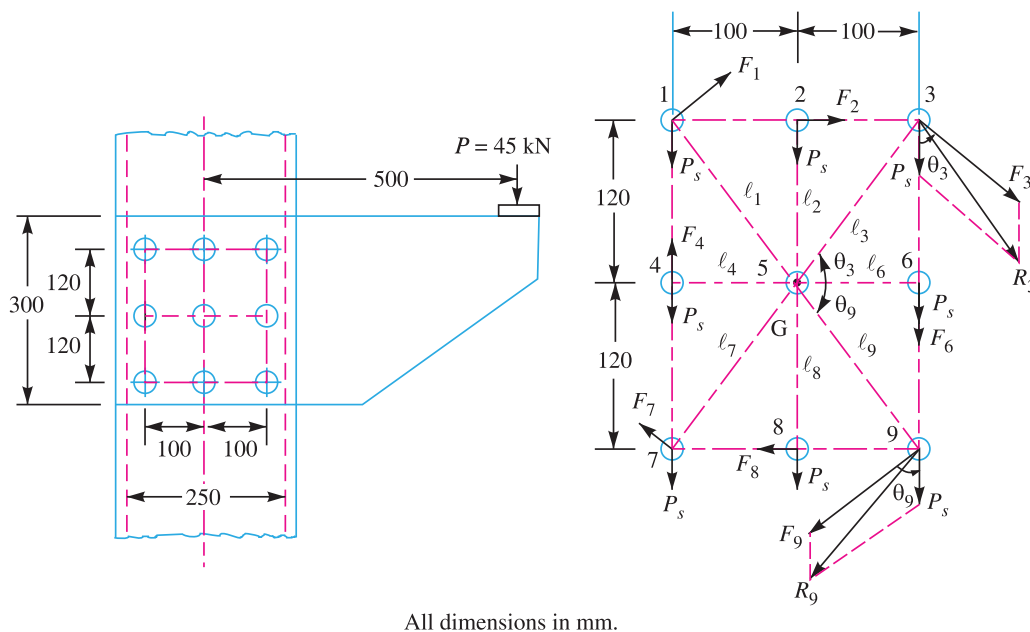 P = 45 kN
500
300
120
120
100
100
250
100
100
1
F1
2
F2
3
Ps
Ps
Ps
θ3
F3
R3
120
ℓ1
ℓ2
ℓ3
F4
4
ℓ4
5
θ3
ℓ6
6
Ps
G
θ9
Ps
F6
120
ℓ7
ℓ8
ℓ9
F7
7
8
F8
9
Ps
Ps
θ9
Ps
F9
R9
All dimensions in mm.